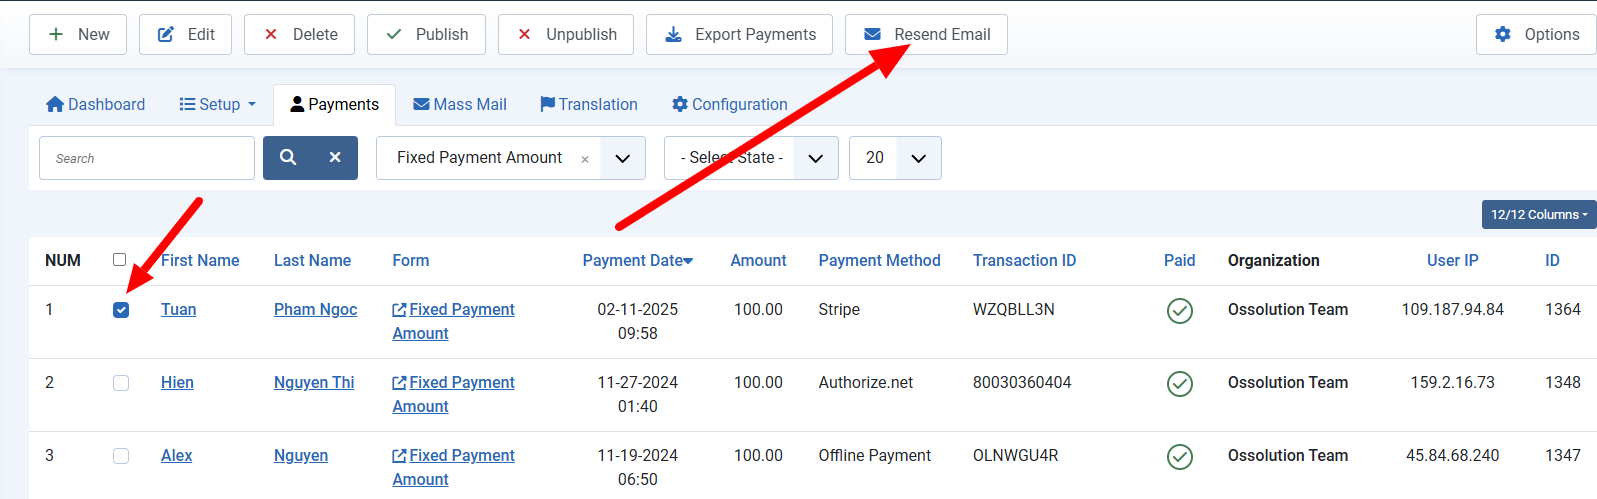 New Edit Delete Publish Unpublish Export Payments Resend Email Options
Dashboard Setup Payments Mass Mail Translation Configuration
Search Fixed Payment Amount × - Select State - 20
12/12 Columns
NUM First Name Last Name Form Payment Date Amount Payment Method Transaction ID Paid Organization User IP ID
1 Tuan Pham Ngoc Fixed Payment 02-11-2025 100.00 Stripe WZQBLL3N Ossolution Team 109.187.94.84 1364
Amount 09:58
2 Hien Nguyen Thi Fixed Payment 11-27-2024 100.00 Authorize.net 80030360404 Ossolution Team 159.2.16.73 1348
Amount 01:40
3 Alex Nguyen Fixed Payment 11-19-2024 100.00 Offline Payment OLNWGU4R Ossolution Team 45.84.68.240 1347
Amount 06:50